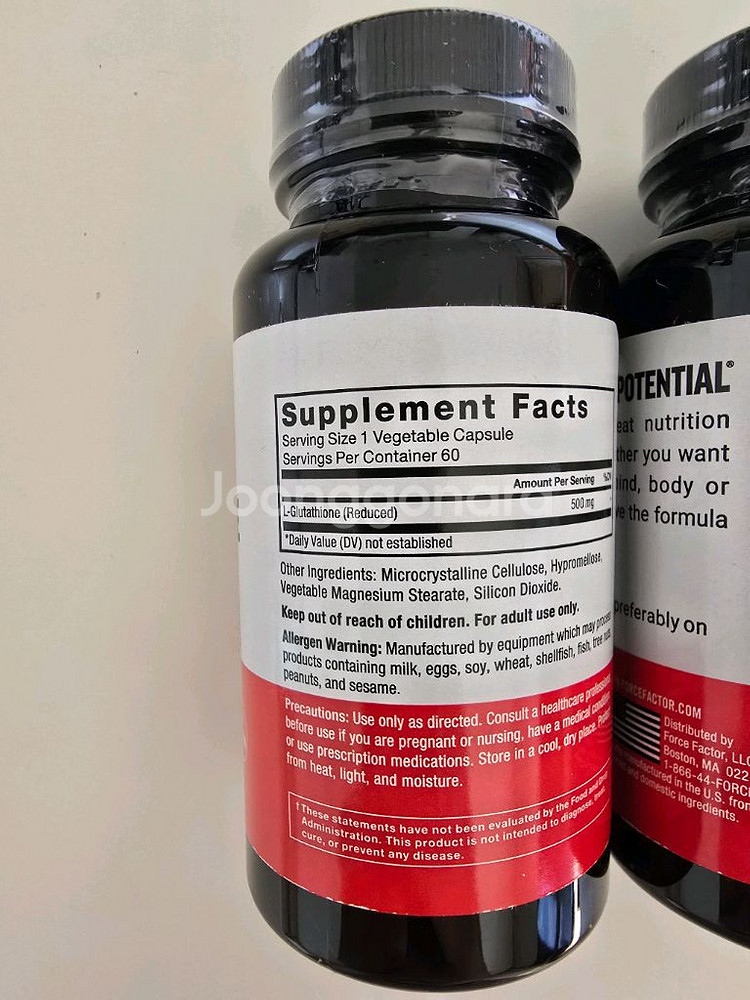 Supplement Facts
Serving Size 1 Vegetable Capsule
Servings Per Container 60
Amount Per Serving
L-Glutathione (Reduced) 500 mg
*Daily Value (DV) not established
Other Ingredients: Microcrystalline Cellulose, Hypromellose,
Vegetable Magnesium Stearate, Silicon Dioxide.
Keep out of reach of children. For adult use only.
Allergen Warning: Manufactured by equipment which may process
products containing milk, eggs, soy, wheat, shellfish, fish, tree nuts,
peanuts, and sesame.
Precautions: Use only as directed. Consult a healthcare professional
before use if you are pregnant or nursing, have a medical condition,
or use prescription medications. Store in a cool, dry place.
from heat, light, and moisture.
†These statements have not been evaluated by the Food and Drug
Administration. This product is not intended to diagnose, treat,
cure, or prevent any disease.
Joonggonara
POTENTIAL®
eat nutrition
ther you want
ind, body or
ve the formula
preferably on
FORCEFACTOR.COM
Distributed by
Force Factor, LLC
Boston, MA 022
1-866-44-FORC
manufactured in the U.S. from
and domestic ingredients.